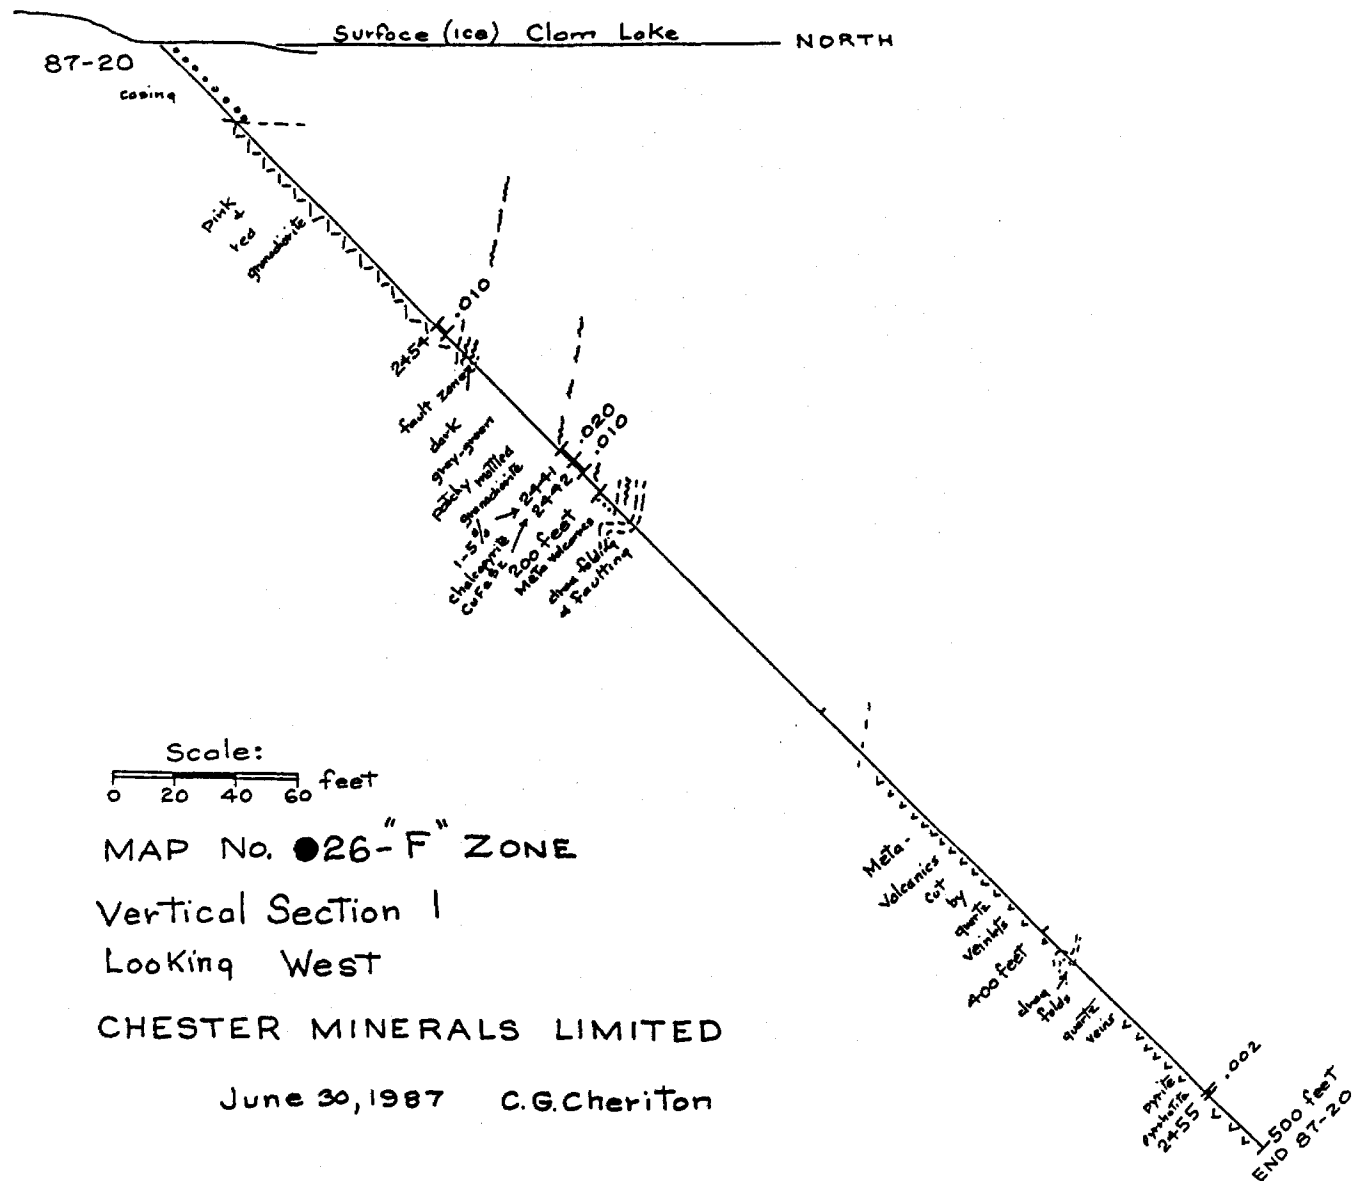 Surface (ice) Clam Lake
NORTH
87-20
casing
pink
&
red
granodiorite
.010
2454
fault zone
dark
grey-green
patchy mottled
granodiorite
.020
.010
1-5%
chalcopyrite
2441
2442
200 feet
Meta volcanics
drag folding
& faulting
Meta-
Volcanics
cut
by
quartz
veinlets
400 feet
drag
folds
quartz
veins
pyrite
pyrrhotite
2455
.002
500 feet
END 87-20
Scale:
0 20 40 60 feet
MAP No. 26-"F" ZONE
Vertical Section 1
Looking West
CHESTER MINERALS LIMITED
June 30, 1987 C.G.Cheriton